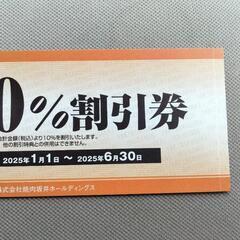 0%割引券
合計金額(税込)より10%を割引いたします。
他の割引特典との併用はできません。
2025年1月1日 〜 2025年6月30日
株式会社焼肉坂井ホールディングス